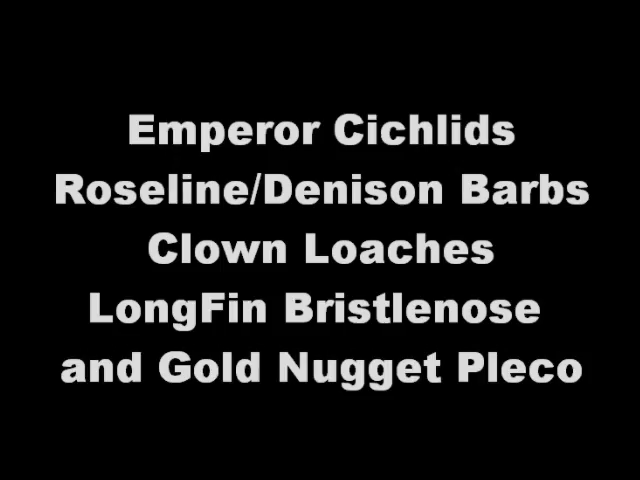 Emperor Cichlids
Roseline/Denison Barbs
Clown Loaches
LongFin Bristlenose
and Gold Nugget Pleco